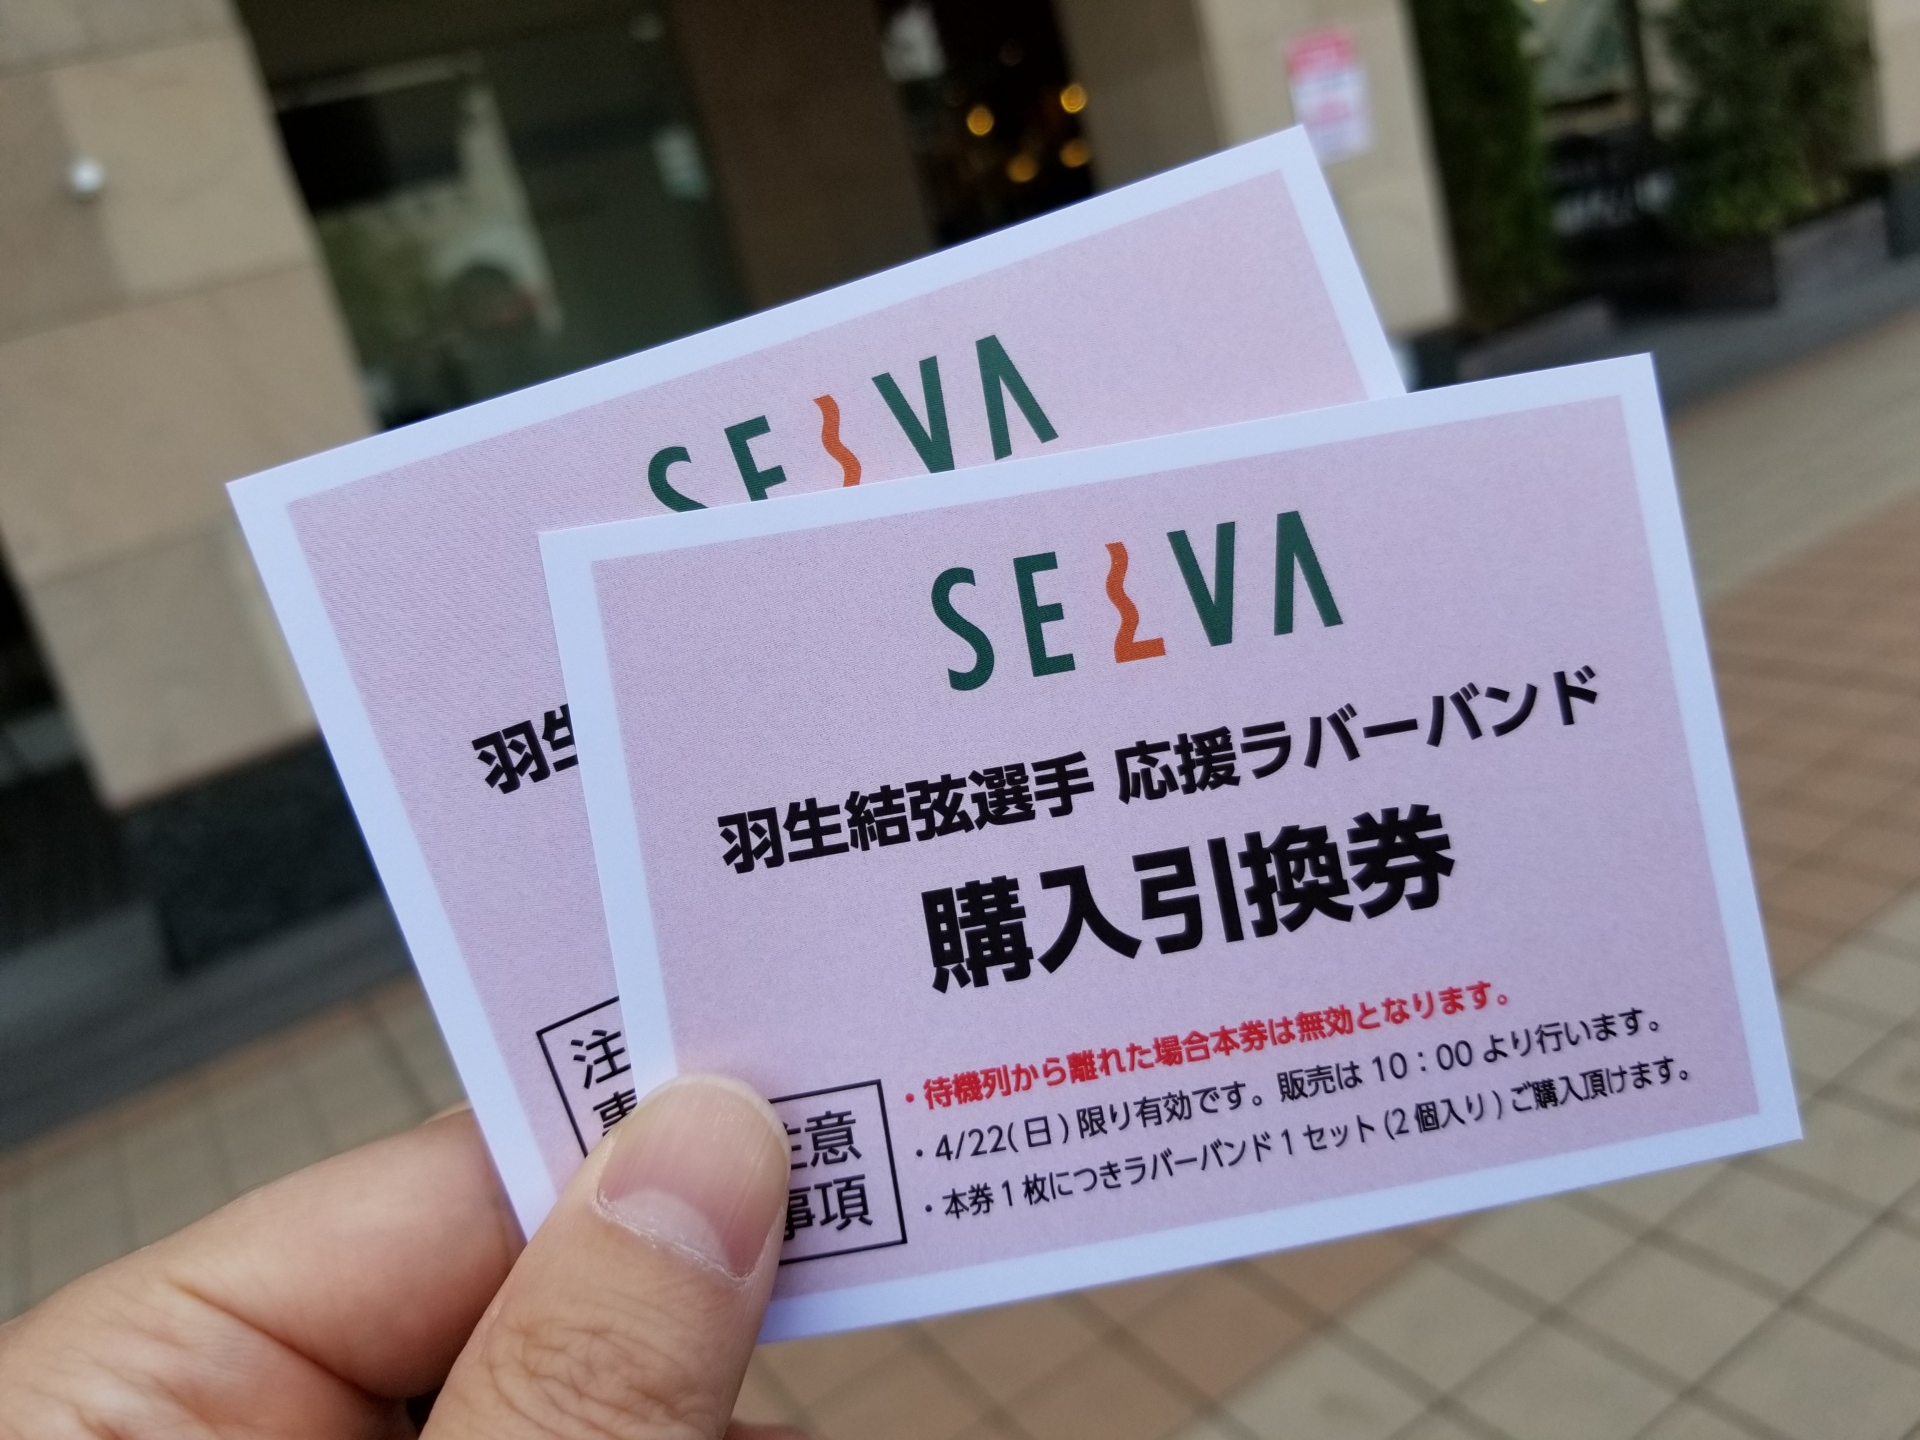 SELVA
羽生
注
事
SELVA
羽生結弦選手 応援ラバーバンド
購入引換券
注意
事項
・待機列から離れた場合本券は無効となります。
・4/22(日)限り有効です。販売は 10：00 より行います。
・本券 1 枚につきラバーバンド 1 セット(2 個入り)ご購入頂けます。